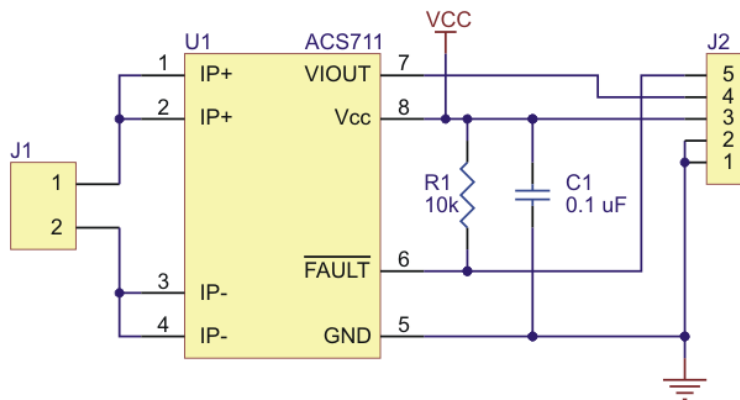 VCC
U1 ACS711 J2
1 IP+ VIOUT 7 5
4
2 IP+ Vcc 8 3
2
J1 1
1 R1 C1
10k 0.1 uF
2
3 IP- FAULT 6
4 IP- GND 5